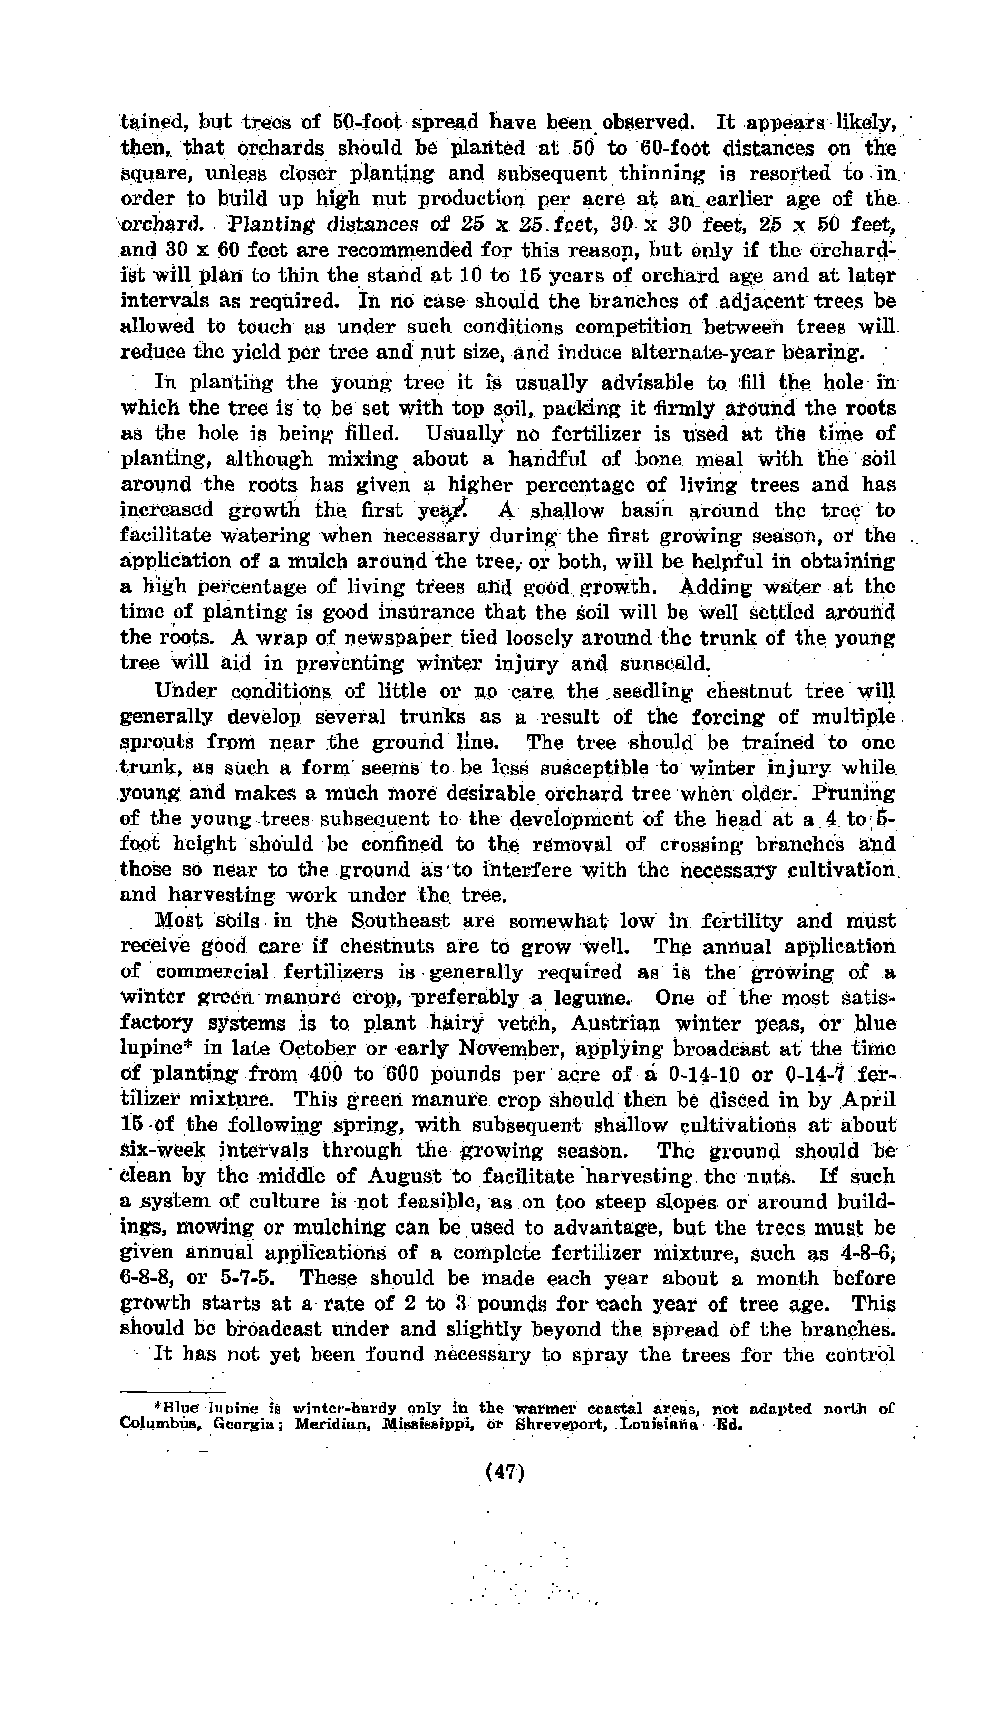 tained, but trees of 50-foot spread have been observed. It appears likely,
then, that orchards should be planted at 50 to 60-foot distances on the
square, unless closer planting and subsequent thinning is resorted to in
order to build up high nut production per acre at an earlier age of the
orchard. Planting distances of 25 x 25 feet, 30 x 30 feet, 25 x 50 feet,
and 30 x 60 feet are recommended for this reason, but only if the orchard-
ist will plan to thin the stand at 10 to 15 years of orchard age and at later
intervals as required. In no case should the branches of adjacent trees be
allowed to touch as under such conditions competition between trees will
reduce the yield per tree and nut size, and induce alternate-year bearing.
In planting the young tree it is usually advisable to fill the hole in
which the tree is to be set with top soil, packing it firmly around the roots
as the hole is being filled. Usually no fertilizer is used at the time of
planting, although mixing about a handful of bone meal with the soil
around the roots has given a higher percentage of living trees and has
increased growth the first year. A shallow basin around the tree to
facilitate watering when necessary during the first growing season, or the
application of a mulch around the tree, or both, will be helpful in obtaining
a high percentage of living trees and good growth. Adding water at the
time of planting is good insurance that the soil will be well settled around
the roots. A wrap of newspaper tied loosely around the trunk of the young
tree will aid in preventing winter injury and sunscald.
Under conditions of little or no care the seedling chestnut tree will
generally develop several trunks as a result of the forcing of multiple
sprouts from near the ground line. The tree should be trained to one
trunk, as such a form seems to be less susceptible to winter injury while
young and makes a much more desirable orchard tree when older. Pruning
of the young trees subsequent to the development of the head at a 4 to 5-
foot height should be confined to the removal of crossing branches and
those so near to the ground as to interfere with the necessary cultivation
and harvesting work under the tree.
Most soils in the Southeast are somewhat low in fertility and must
receive good care if chestnuts are to grow well. The annual application
of commercial fertilizers is generally required as is the growing of a
winter green manure crop, preferably a legume. One of the most satis-
factory systems is to plant hairy vetch, Austrian winter peas, or blue
lupine* in late October or early November, applying broadcast at the time
of planting from 400 to 600 pounds per acre of a 0-14-10 or 0-14-7 fer-
tilizer mixture. This green manure crop should then be disced in by April
15 of the following spring, with subsequent shallow cultivations at about
six-week intervals through the growing season. The ground should be
clean by the middle of August to facilitate harvesting the nuts. If such
a system of culture is not feasible, as on too steep slopes or around build-
ings, mowing or mulching can be used to advantage, but the trees must be
given annual applications of a complete fertilizer mixture, such as 4-8-6,
6-8-8, or 5-7-5. These should be made each year about a month before
growth starts at a rate of 2 to 3 pounds for each year of tree age. This
should be broadcast under and slightly beyond the spread of the branches.
It has not yet been found necessary to spray the trees for the control
*Blue lupine is winter-hardy only in the warmer coastal areas, not adapted north of
Columbus, Georgia; Meridian, Mississippi, or Shreveport, Louisiana Ed.
(47)